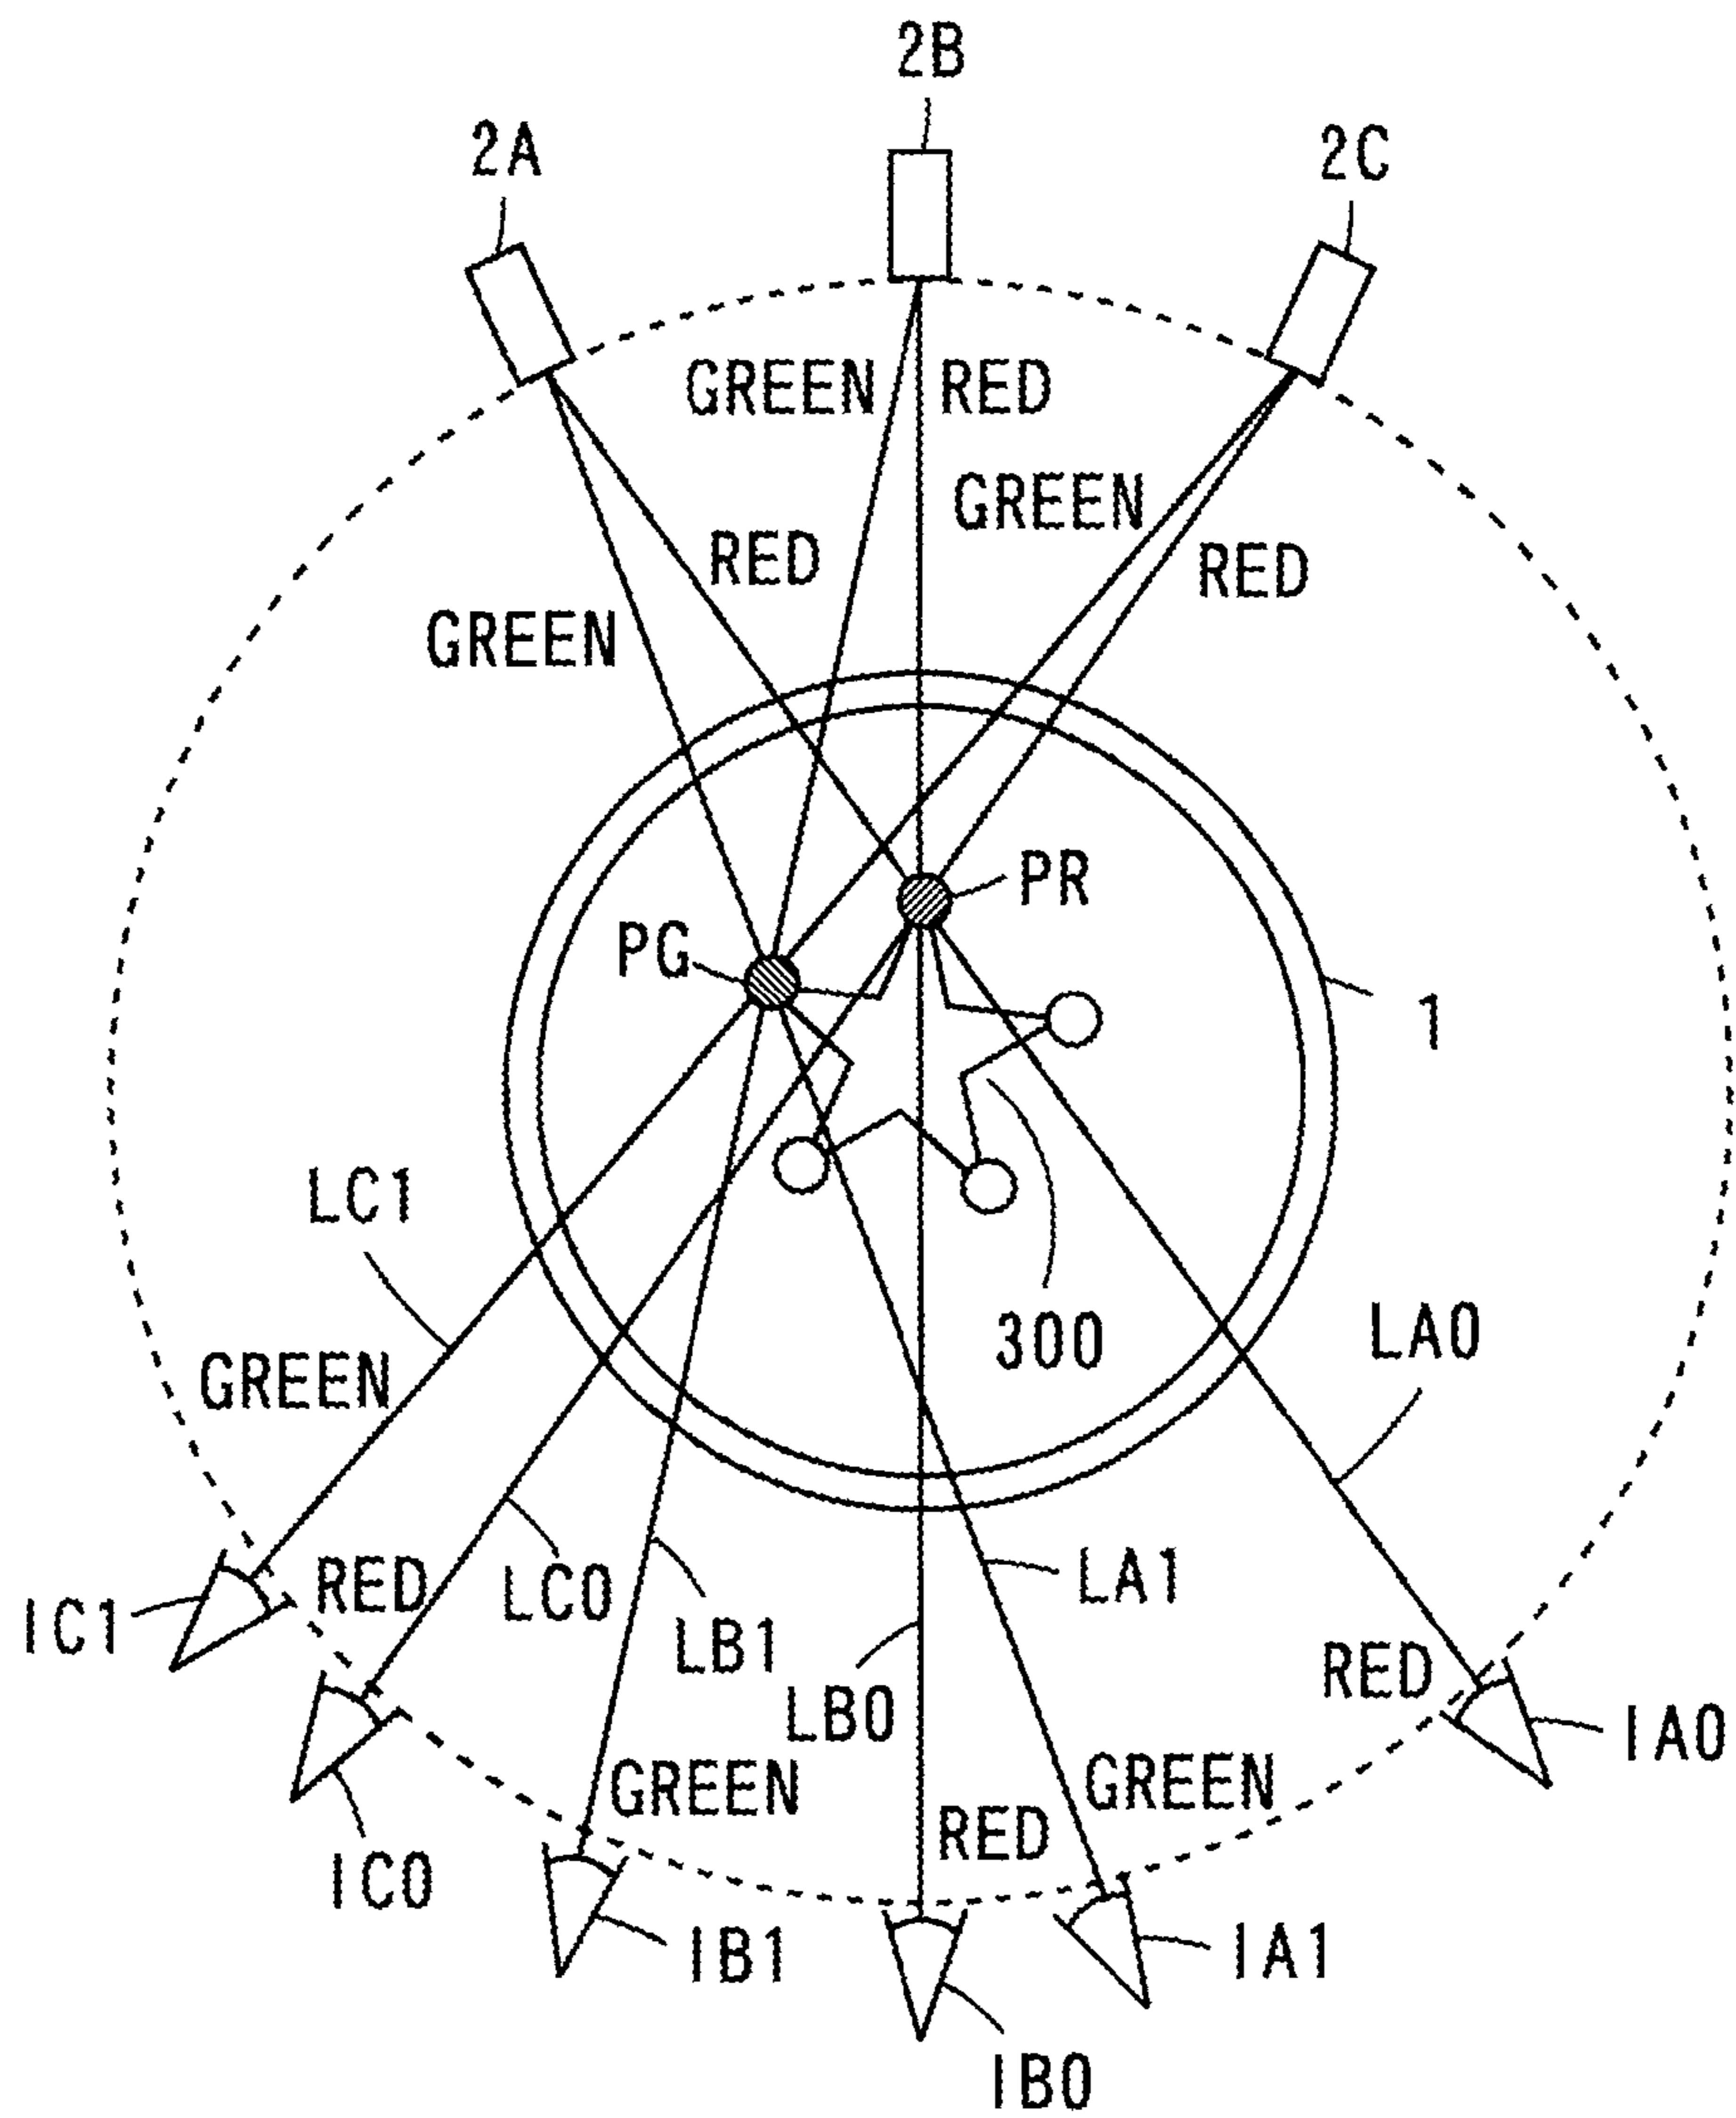 2B
2A
2C
GREEN
RED
GREEN
RED
RED
GREEN
PR
PG
1
LC1
300
LA0
GREEN
RED
LC0
LA1
IC1
LB1
RED
LB0
IA0
GREEN
GREEN
RED
IC0
IB1
IA1
IB0